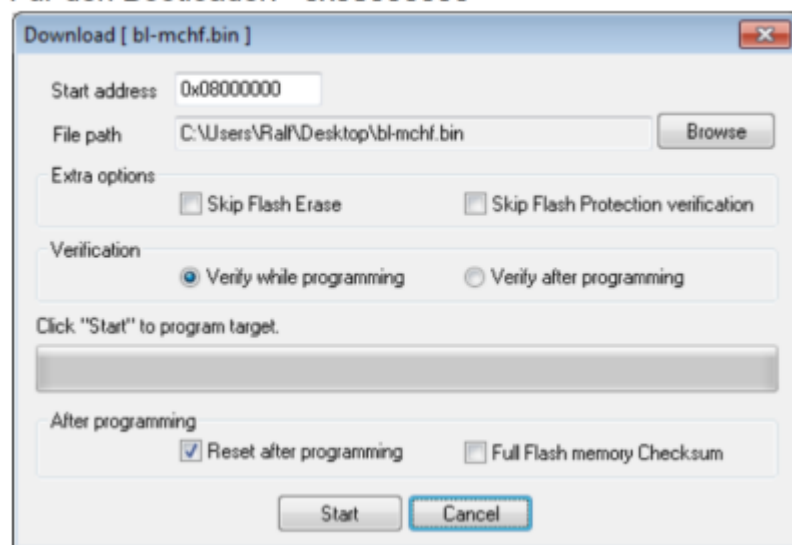 Download [ bl-mchf.bin ]
Start address 0x08000000
File path C:\Users\Ralf\Desktop\bl-mchf.bin Browse
Extra options
Skip Flash Erase Skip Flash Protection verification
Verification
Verify while programming Verify after programming
Click "Start" to program target.
After programming
Reset after programming Full Flash memory Checksum
Start Cancel